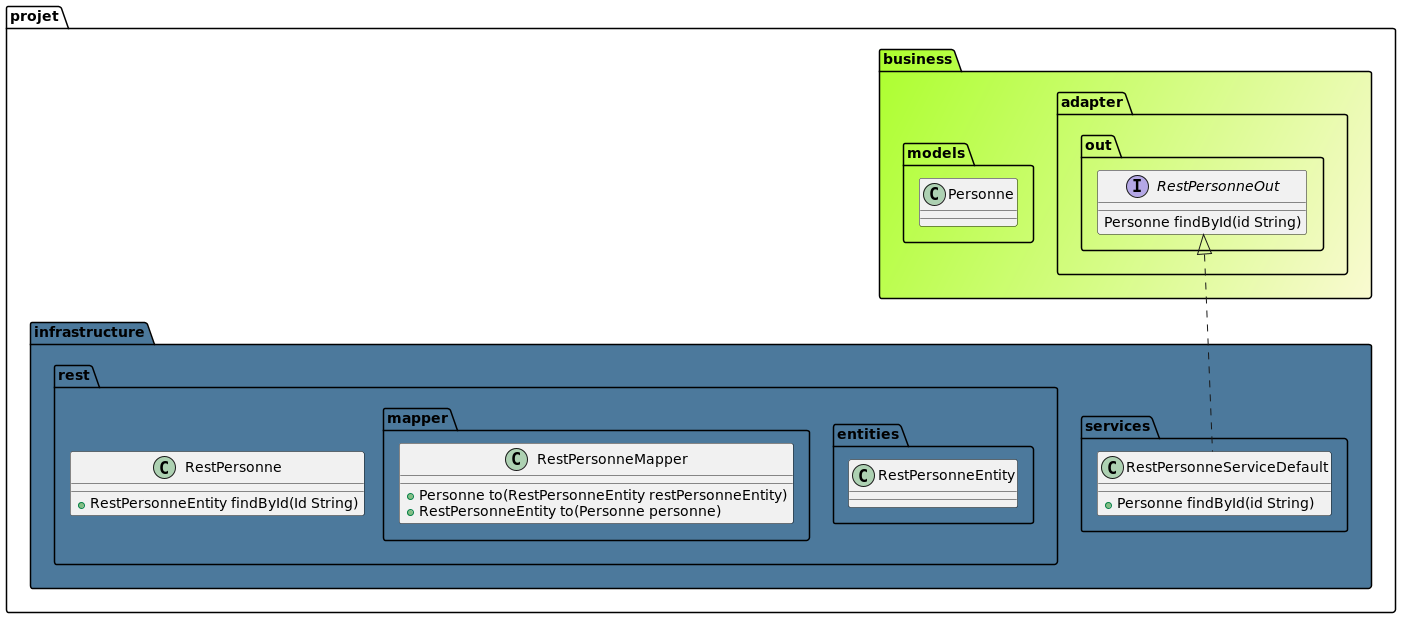 projet
business
adapter
out
models
I RestPersonneOut
Personne findById(id String)
C Personne
infrastructure
rest
mapper
entities
services
C RestPersonne
RestPersonneEntity findById(Id String)
C RestPersonneMapper
Personne to(RestPersonneEntity restPersonneEntity)
RestPersonneEntity to(Personne personne)
C RestPersonneEntity
C RestPersonneServiceDefault
Personne findById(id String)